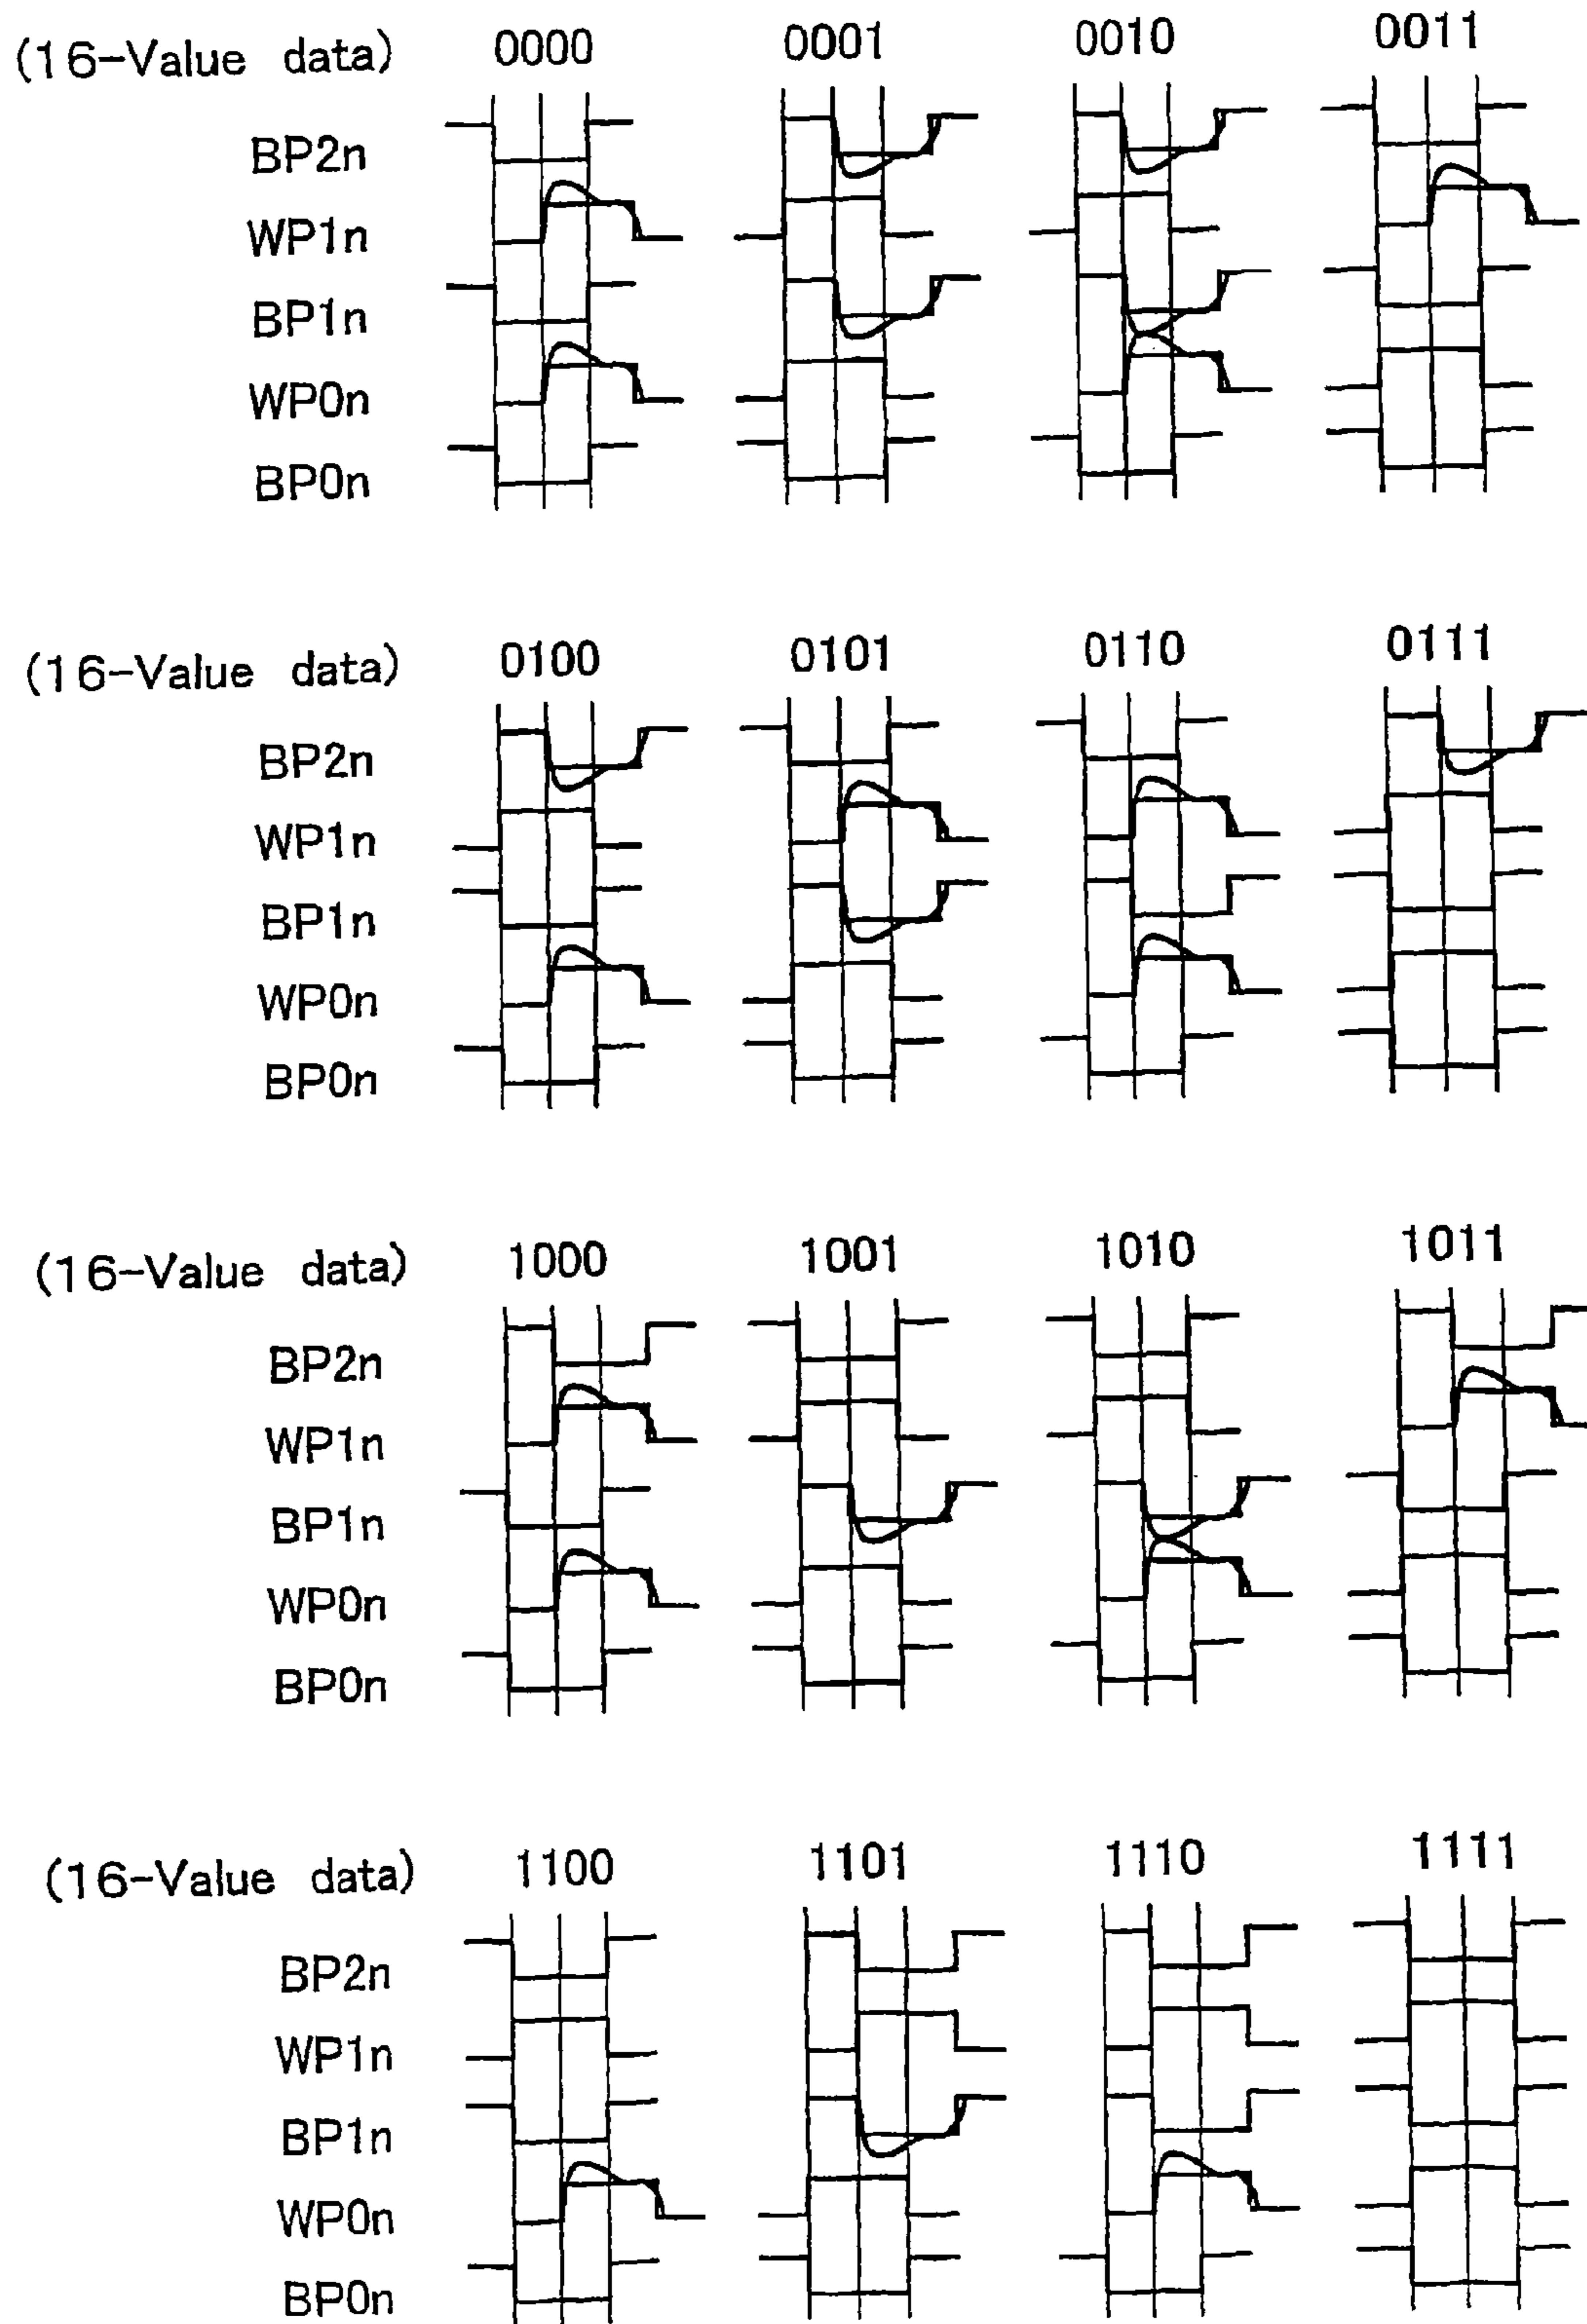 (16-Value data) 0000 0001 0010 0011
BP2n
WP1n
BP1n
WP0n
BP0n
(16-Value data) 0100 0101 0110 0111
BP2n
WP1n
BP1n
WP0n
BP0n
(16-Value data) 1000 1001 1010 1011
BP2n
WP1n
BP1n
WP0n
BP0n
(16-Value data) 1100 1101 1110 1111
BP2n
WP1n
BP1n
WP0n
BP0n